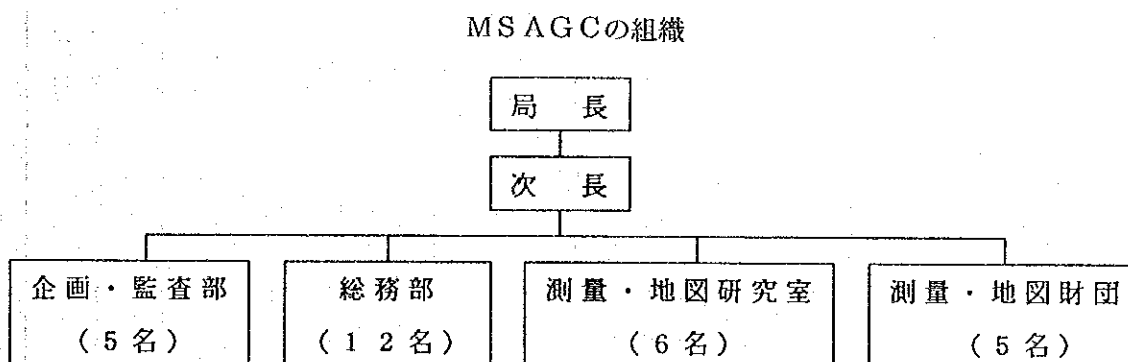 MSAGCの組織
局 長
次 長
企画・監査部
(5名)
総務部
(12名)
測量・地図研究室
(6名)
測量・地図財団
(5名)